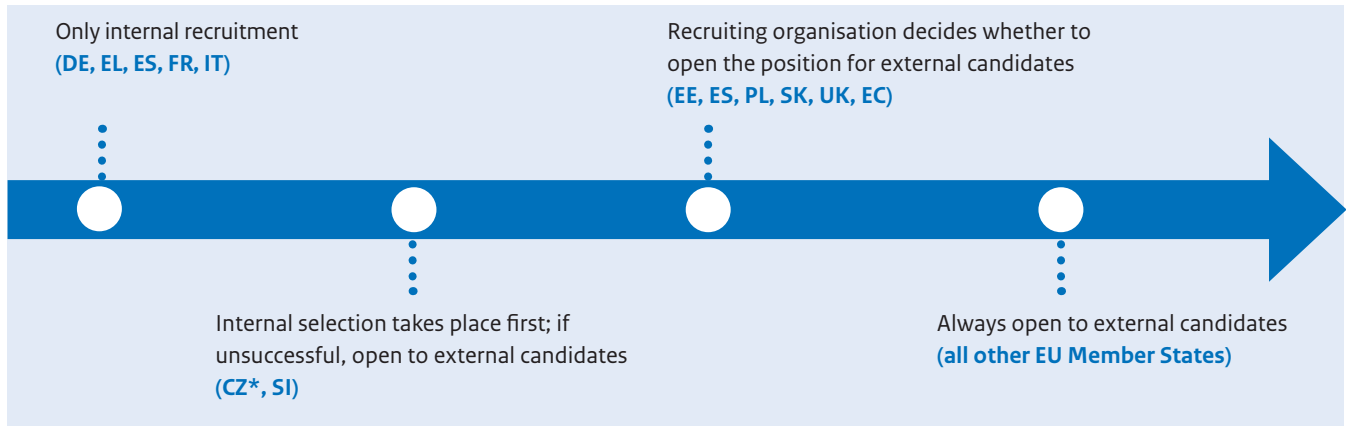 Only internal recruitment
(DE, EL, ES, FR, IT)
Recruiting organisation decides whether to
open the position for external candidates
(EE, ES, PL, SK, UK, EC)
Internal selection takes place first; if
unsuccessful, open to external candidates
(CZ*, SI)
Always open to external candidates
(all other EU Member States)